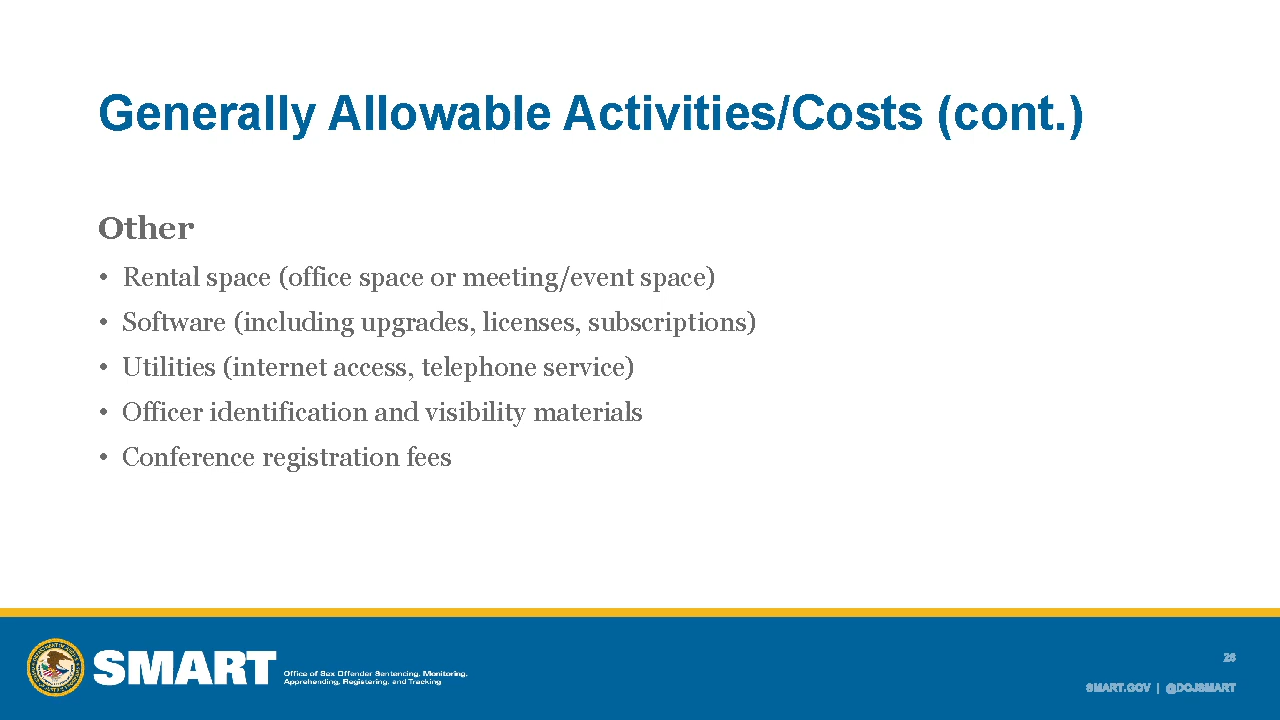 Generally Allowable Activities/Costs (cont.)
Other
• Rental space (office space or meeting/event space)
• Software (including upgrades, licenses, subscriptions)
• Utilities (internet access, telephone service)
• Officer identification and visibility materials
• Conference registration fees
SMART
Office of Sex Offender Sentencing, Monitoring,
Apprehending, Registering, and Tracking
SMART.GOV | @DOJSMART